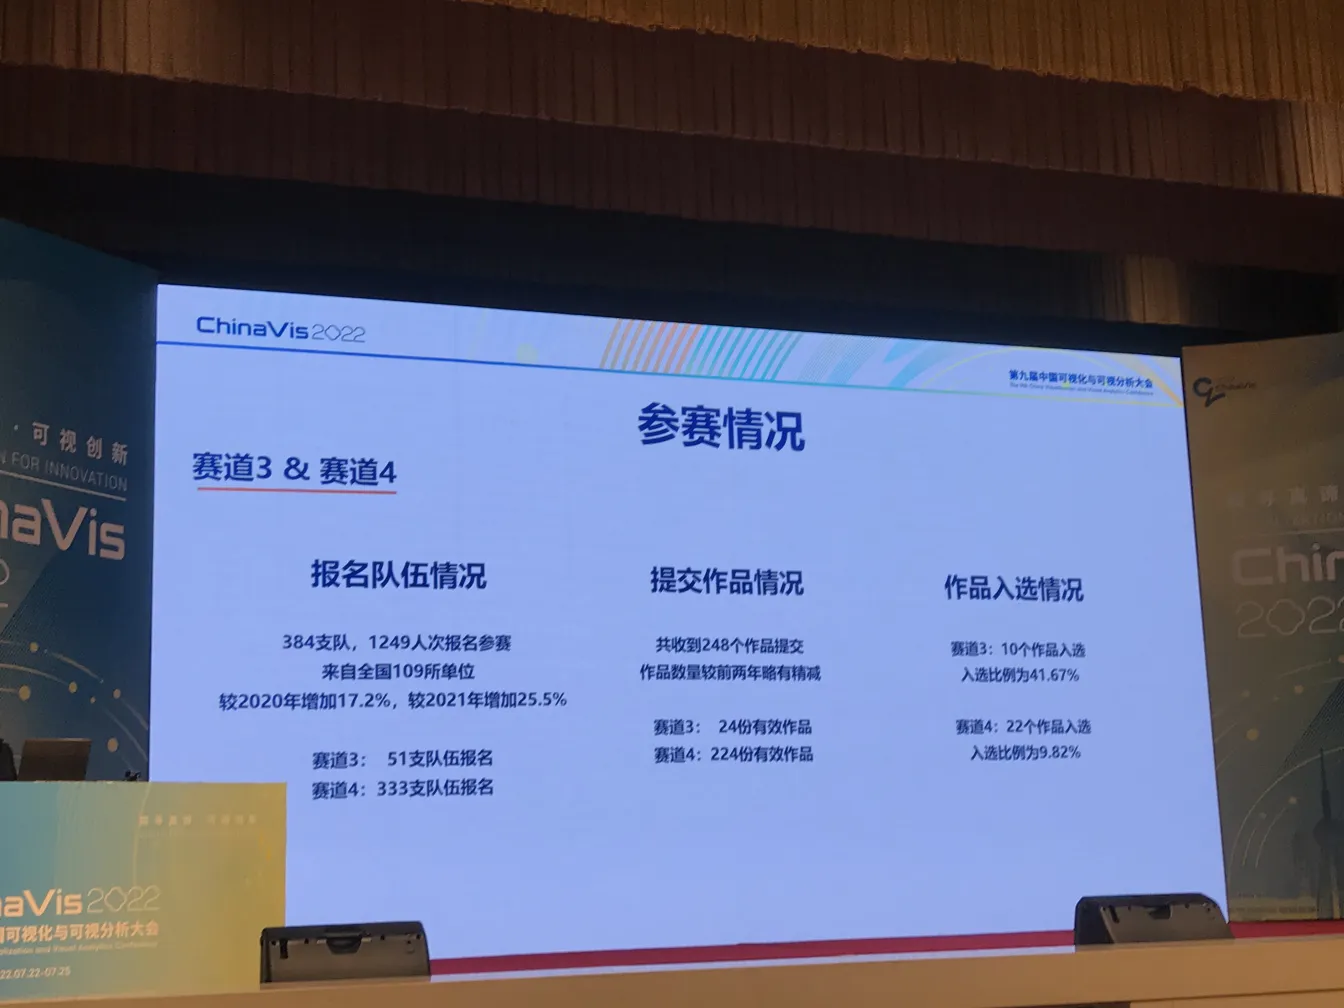 ChinaVis2022
第九届中国可视化与可视分析大会
参赛情况
赛道3 & 赛道4
报名队伍情况
384支队，1249人次报名参赛
来自全国109所单位
较2020年增加17.2%，较2021年增加25.5%
赛道3： 51支队伍报名
赛道4：333支队伍报名
提交作品情况
共收到248个作品提交
作品数量较前两年略有精减
赛道3： 24份有效作品
赛道4：224份有效作品
作品入选情况
赛道3：10个作品入选
入选比例为41.67%
赛道4：22个作品入选
入选比例为9.82%
·可视创新
N FOR INNOVATION
naVis
ChinaVis
Chin
2022
naVis2022
国可视化与可视分析大会
alization and Visual Analytics Conference
22.07.22-07.25